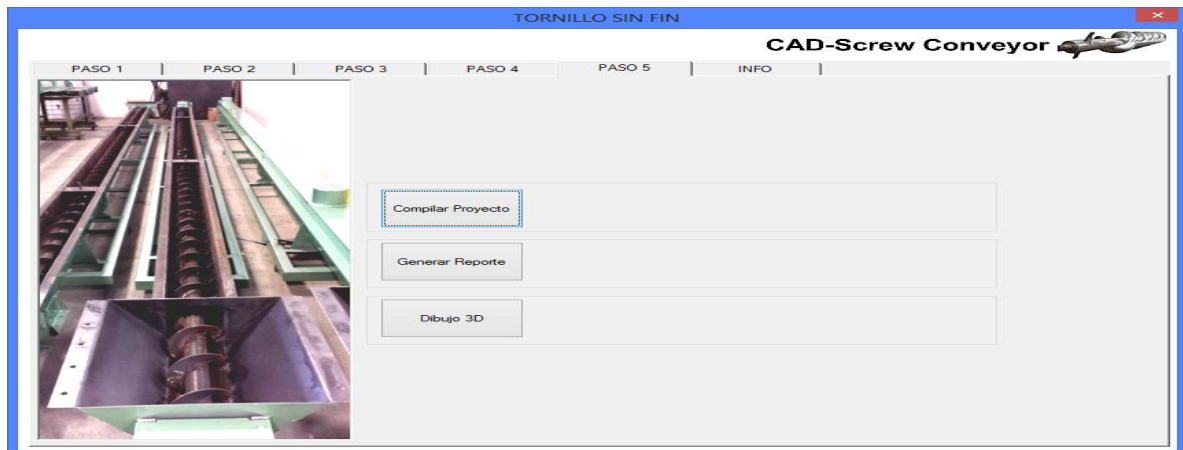 TORNILLO SIN FIN
CAD-Screw Conveyor
PASO 1 PASO 2 PASO 3 PASO 4 PASO 5 INFO
Compilar Proyecto
Generar Reporte
Dibujo 3D